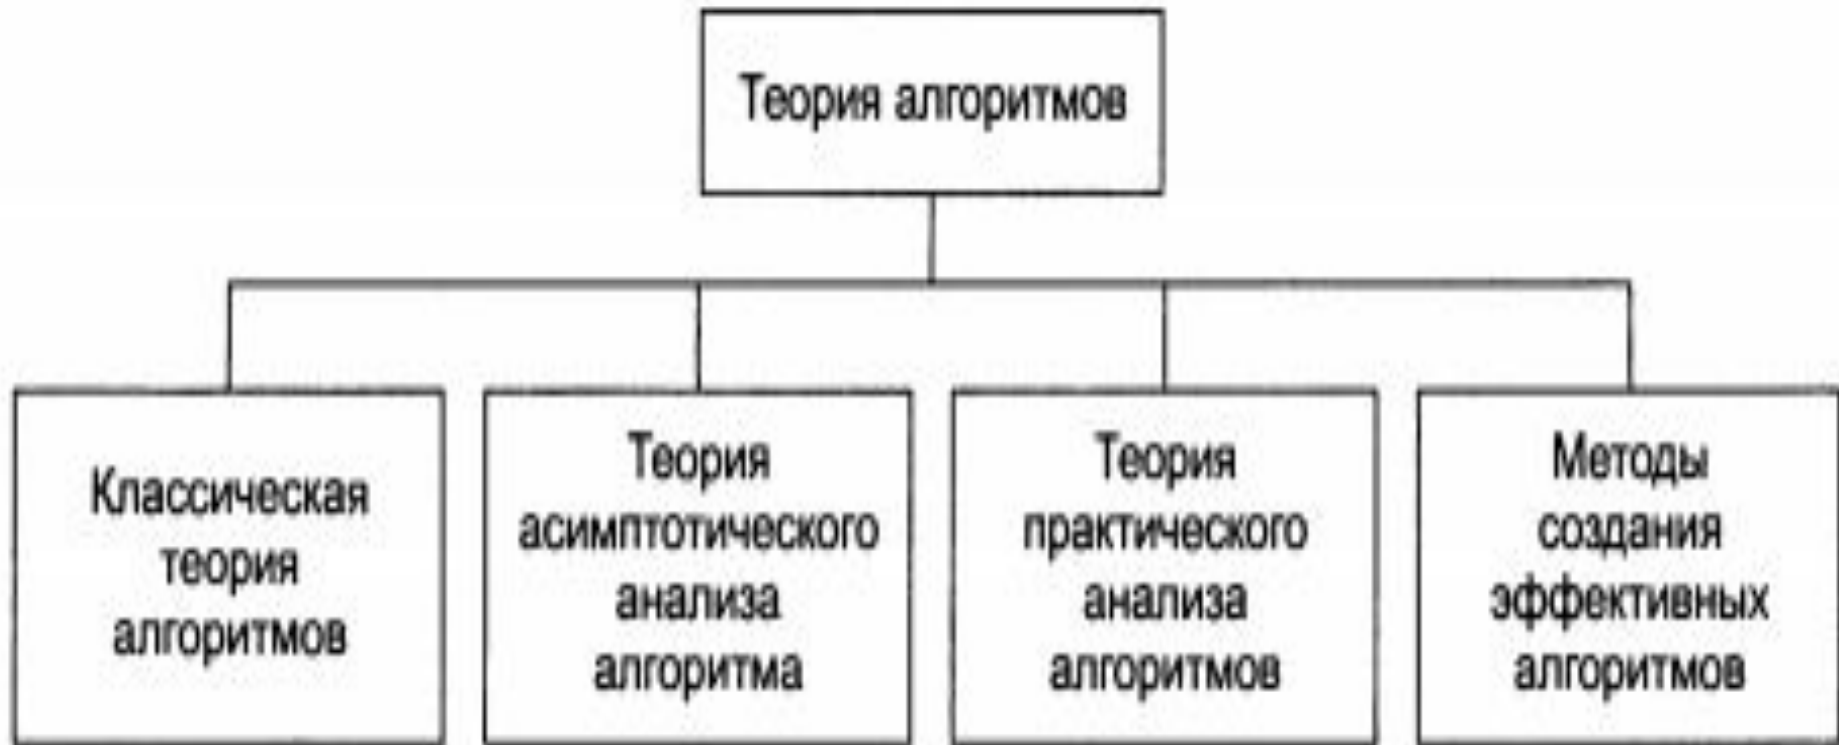 Теория алгоритмов
Классическая
теория
алгоритмов
Теория
асимптотического
анализа
алгоритма
Теория
практического
анализа
алгоритмов
Методы
создания
эффективных
алгоритмов